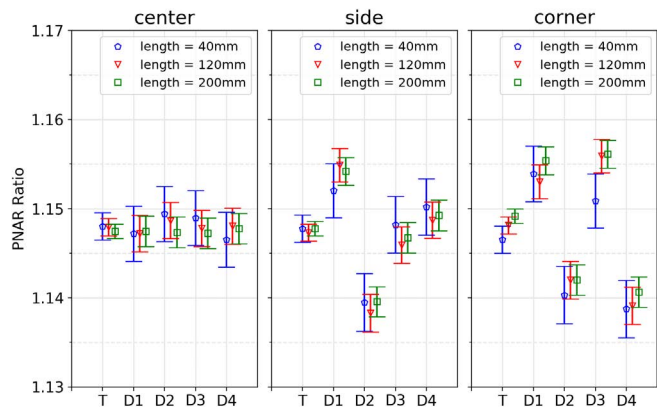 center
side
corner
PNAR Ratio
1.17
1.16
1.15
1.14
1.13
length = 40mm
length = 120mm
length = 200mm
length = 40mm
length = 120mm
length = 200mm
length = 40mm
length = 120mm
length = 200mm
T D1 D2 D3 D4
T D1 D2 D3 D4
T D1 D2 D3 D4